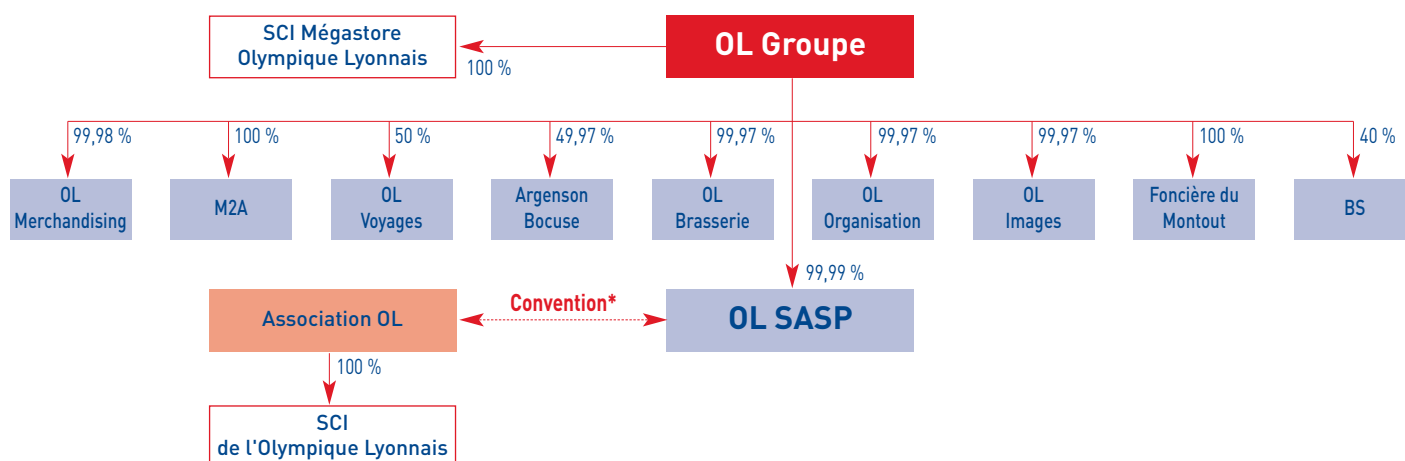 SCI Mégastore
Olympique Lyonnais
OL Groupe
100 %
99,98 %
100 %
50 %
49,97 %
99,97 %
99,97 %
99,97 %
100 %
40 %
OL
Merchandising
M2A
OL
Voyages
Argenson
Bocuse
OL
Brasserie
OL
Organisation
OL
Images
Foncière du
Montout
BS
99,99 %
Association OL
Convention*
OL SASP
100 %
SCI
de l'Olympique Lyonnais